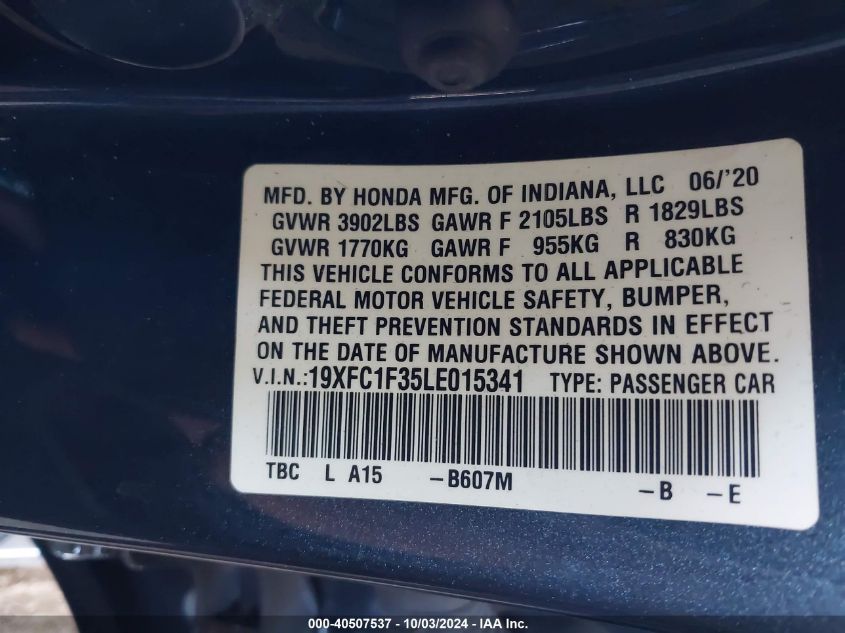 MFD. BY HONDA MFG. OF INDIANA, LLC 06/'20
GVWR 3902LBS GAWR F 2105LBS R 1829LBS
GVWR 1770KG GAWR F 955KG R 830KG
THIS VEHICLE CONFORMS TO ALL APPLICABLE
FEDERAL MOTOR VEHICLE SAFETY, BUMPER,
AND THEFT PREVENTION STANDARDS IN EFFECT
ON THE DATE OF MANUFACTURE SHOWN ABOVE.
V.I.N.:19XFC1F35LE015341 TYPE: PASSENGER CAR
TBC L A15 –B607M –B –E
000-40507537 - 10/03/2024 - IAA Inc.